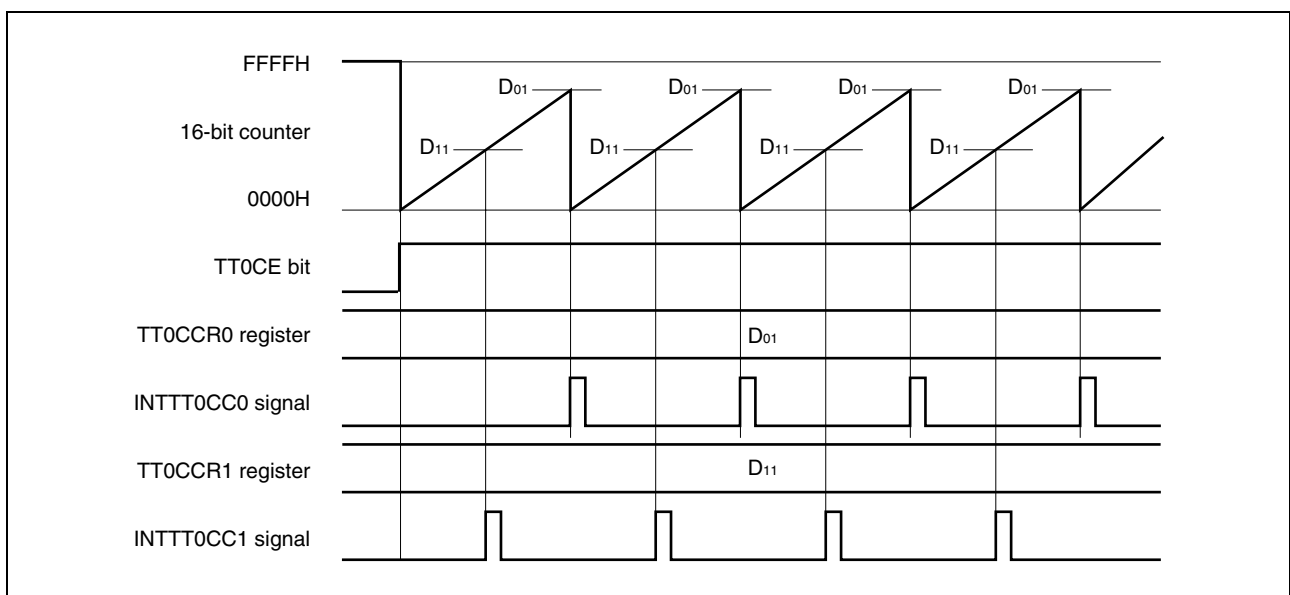 FFFFH
D01 D01 D01 D01
16-bit counter
D11 D11 D11 D11
0000H
TT0CE bit
TT0CCR0 register
D01
INTTT0CC0 signal
TT0CCR1 register
D11
INTTT0CC1 signal